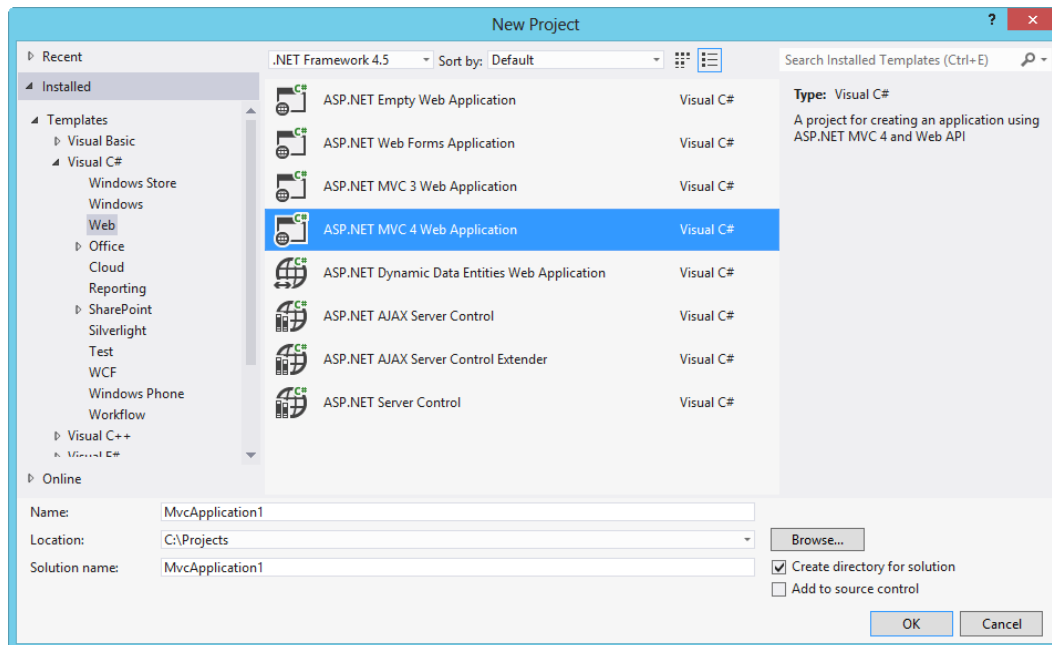 New Project
?
×
Recent
Installed
Templates
Visual Basic
Visual C#
Windows Store
Windows
Web
Office
Cloud
Reporting
SharePoint
Silverlight
Test
WCF
Windows Phone
Workflow
Visual C++
Visual F#
Online
.NET Framework 4.5 Sort by: Default
C# ASP.NET Empty Web Application Visual C#
C# ASP.NET Web Forms Application Visual C#
C# ASP.NET MVC 3 Web Application Visual C#
C# ASP.NET MVC 4 Web Application Visual C#
C# ASP.NET Dynamic Data Entities Web Application Visual C#
C# ASP.NET AJAX Server Control Visual C#
C# ASP.NET AJAX Server Control Extender Visual C#
C# ASP.NET Server Control Visual C#
Search Installed Templates (Ctrl+E)
Type: Visual C#
A project for creating an application using
ASP.NET MVC 4 and Web API
Name: MvcApplication1
Location: C:\Projects Browse...
Solution name: MvcApplication1
Create directory for solution
Add to source control
OK Cancel